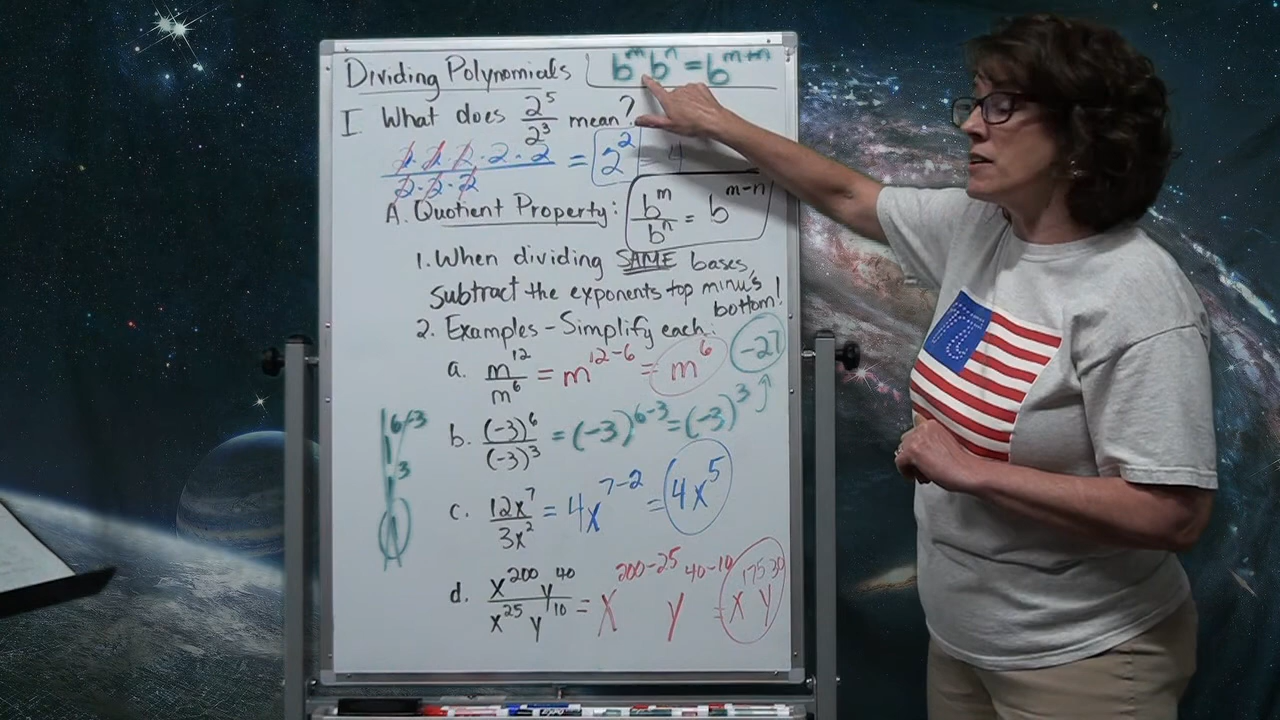 Dividing Polynomials
b^m b^n = b^(m+n)
I. What does 2^5/2^3 mean?
2·2·2·2·2 / 2·2·2 = 2^2 = 4
A. Quotient Property: b^m/b^n = b^(m-n)
1. When dividing SAME bases,
subtract the exponents top minus
bottom!
2. Examples - Simplify each:
a. m^12/m^6 = m^(12-6) = m^6
b. (-3)^6/(-3)^3 = (-3)^(6-3) = (-3)^3
-27
c. 12x^7/3x^2 = 4x^(7-2) = 4x^5
d. x^200 y^40 / x^25 y^10 = x^(200-25) y^(40-10) = x^175 y^30